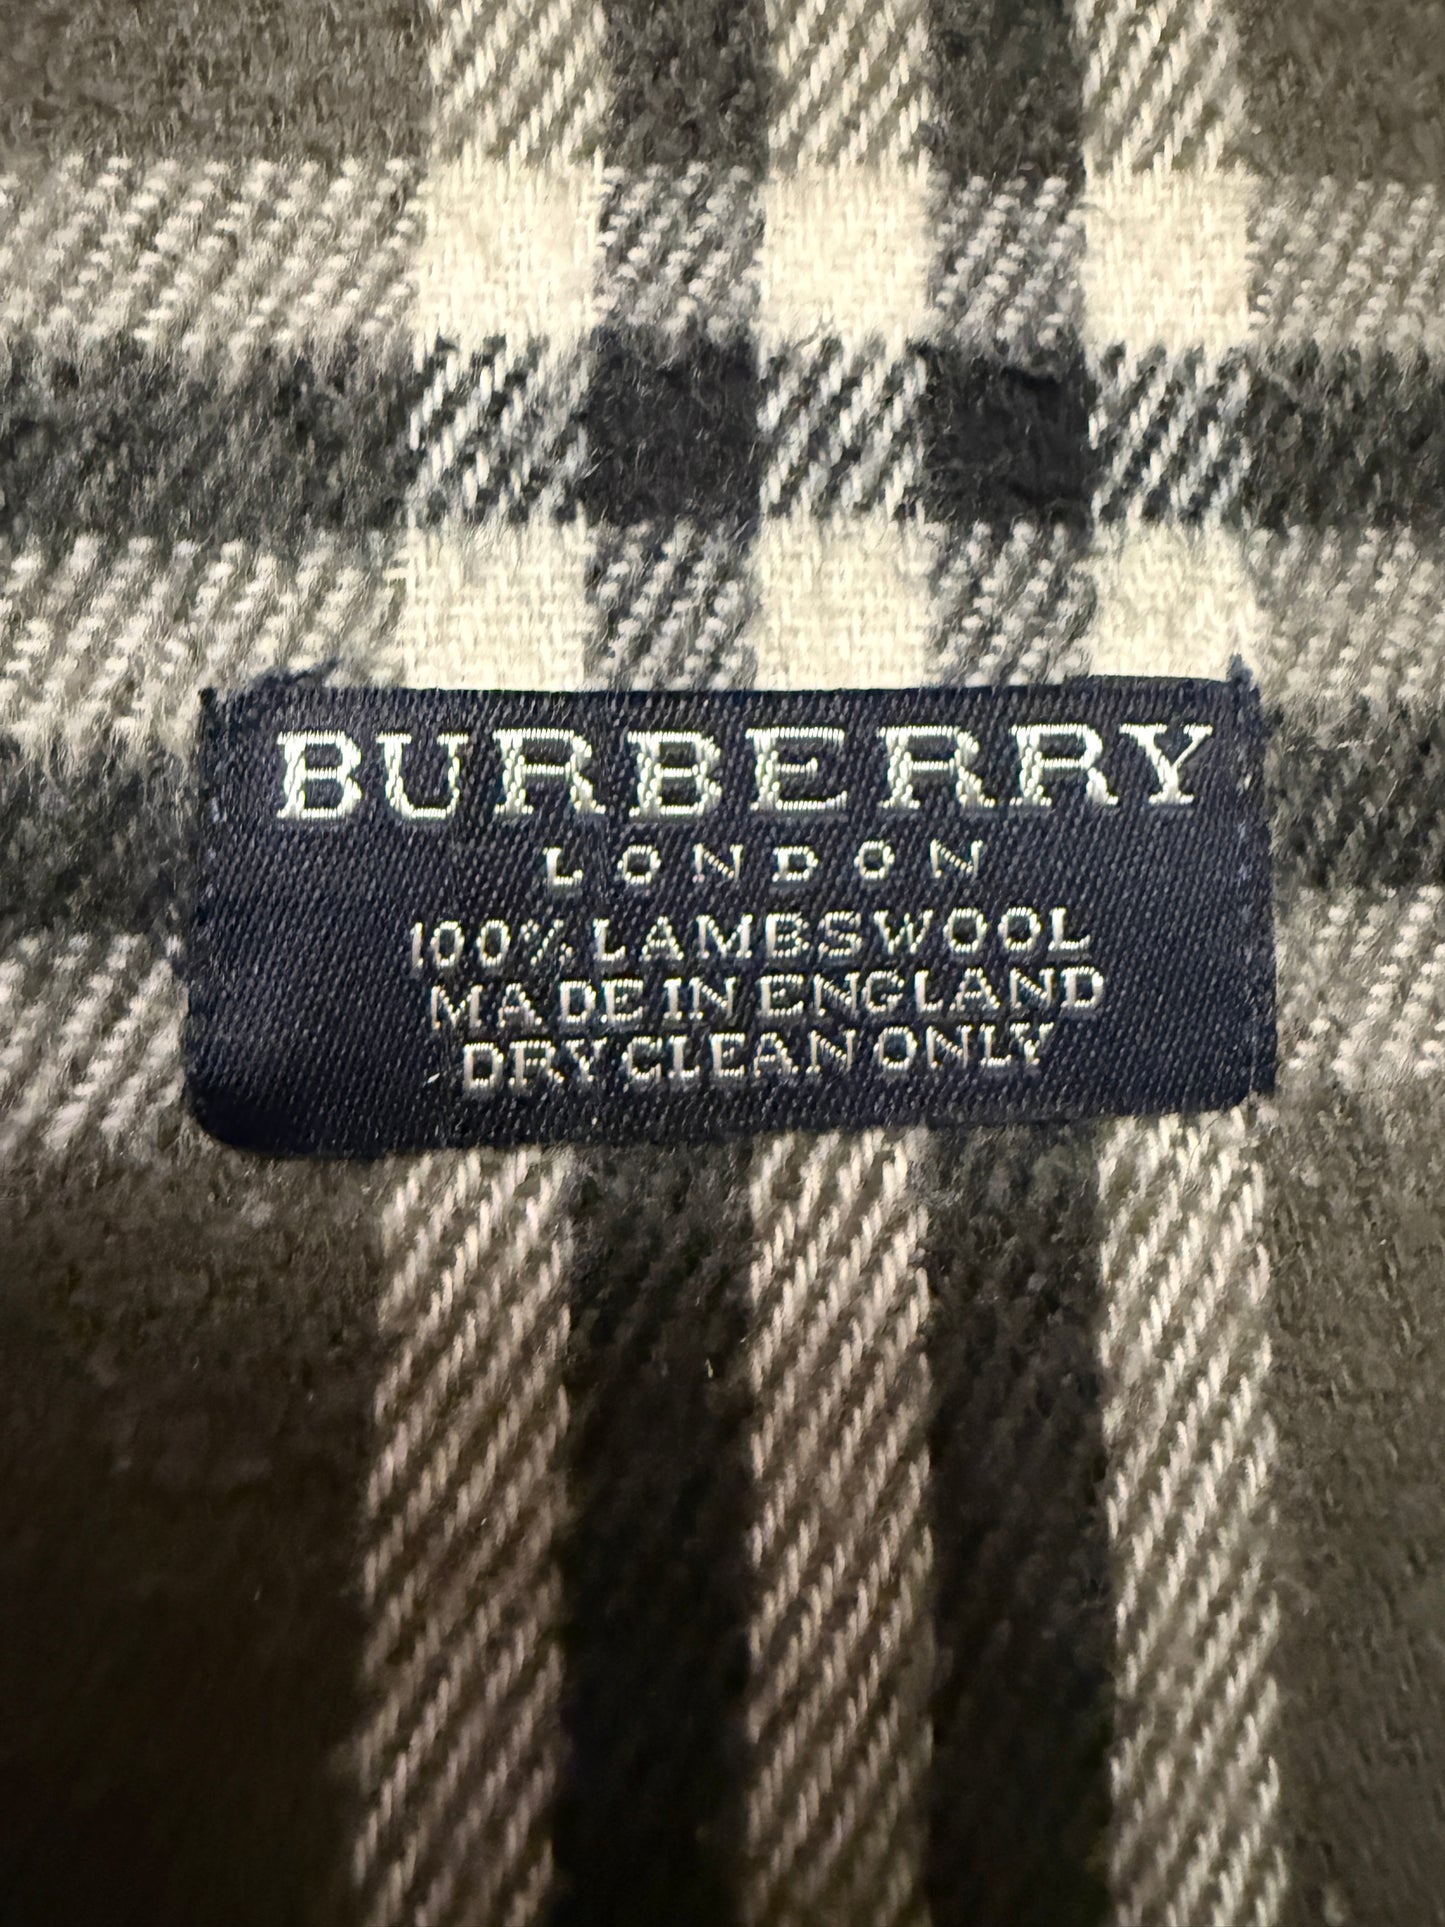 BURBERRY
LONDON
100% LAMBSWOOL
MADE IN ENGLAND
DRY CLEAN ONLY